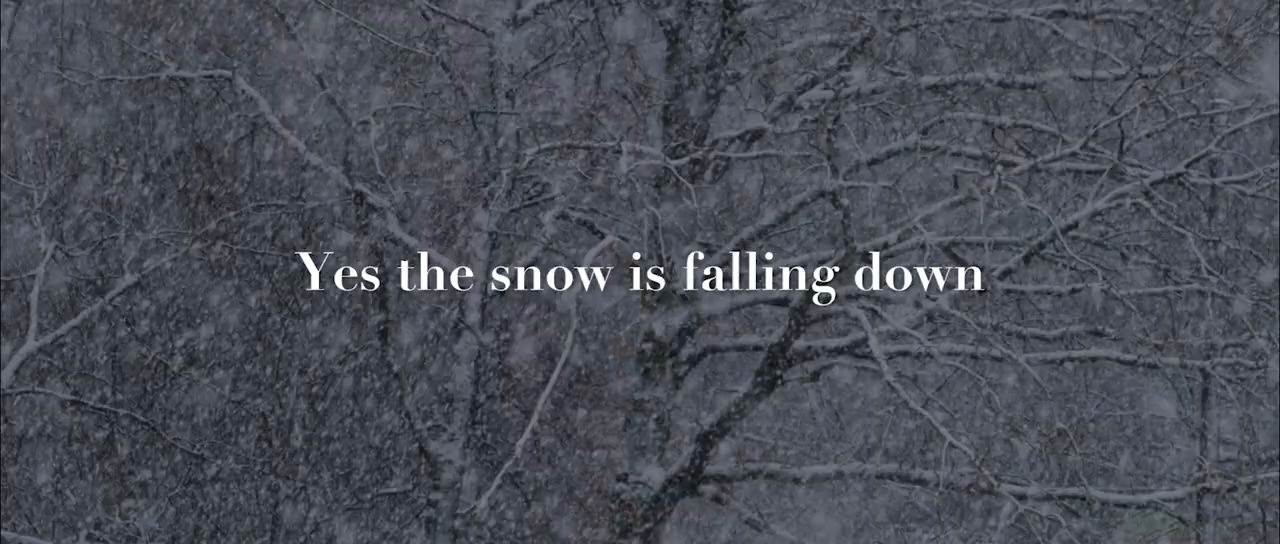 Yes the snow is falling down